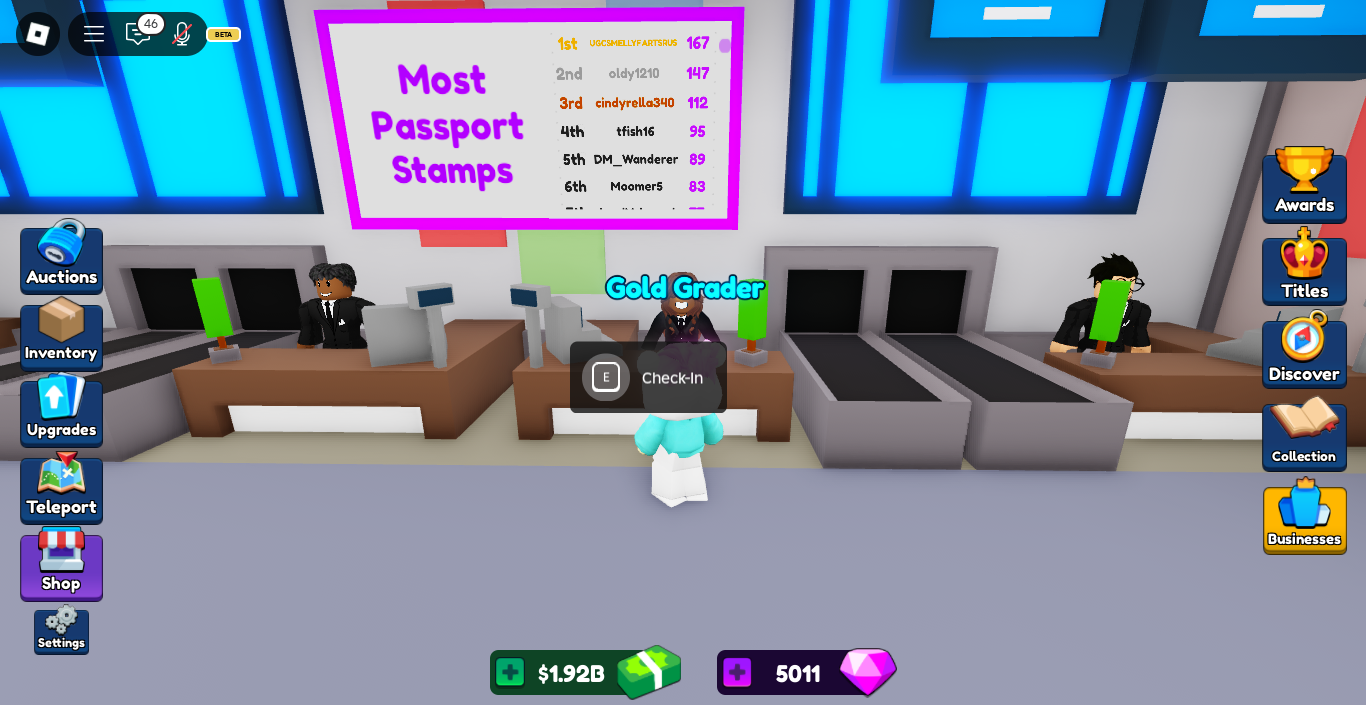 46
BETA
Most
Passport
Stamps
1st UGCSMELLYFARTSRUS 167
2nd oldy1210 147
3rd cindyrella340 112
4th tfish16 95
5th DM_Wanderer 89
6th Moomer5 83
Auctions
Inventory
Upgrades
Teleport
Shop
Settings
Gold Grader
E Check-In
Awards
Titles
Discover
Collection
Businesses
$1.92B
5011